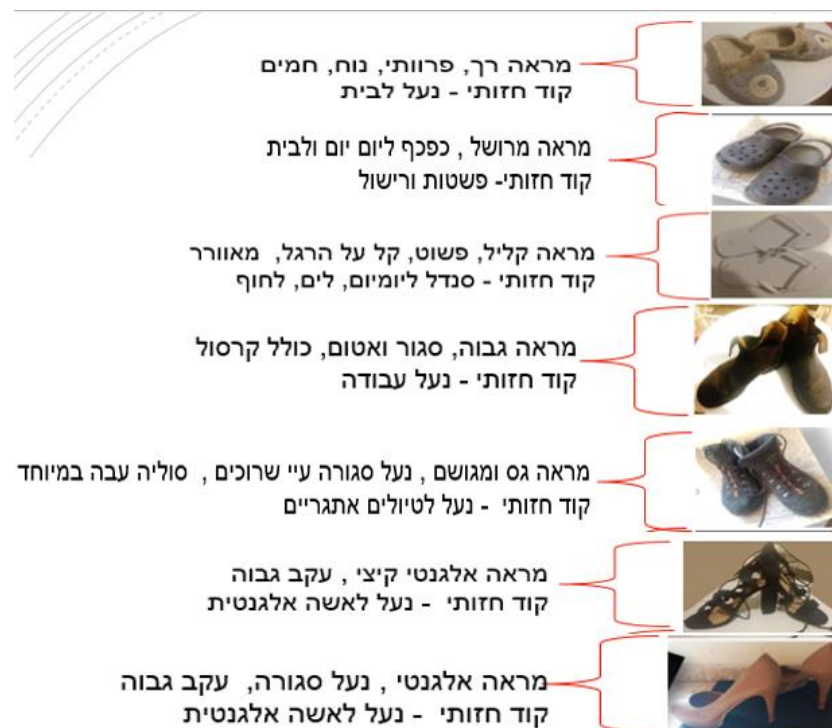 מראה רך, פרוותי, נוח, חמים
קוד חזותי - נעל לבית
מראה מרושל , כפכף ליום יום ולבית
קוד חזותי- פשטות ורישול
מראה קליל, פשוט, קל על הרגל, מאוורר
קוד חזותי - סנדל ליומיום, לים, לחוף
מראה גבוה, סגור ואטום, כולל קרסול
קוד חזותי - נעל עבודה
מראה גס ומגושם , נעל סגורה עיי שרוכים , סוליה עבה במיוחד
קוד חזותי - נעל לטיולים אתגריים
מראה אלגנטי קיצי , עקב גבוה
קוד חזותי - נעל לאשה אלגנטית
מראה אלגנטי , נעל סגורה, עקב גבוה
קוד חזותי - נעל לאשה אלגנטית